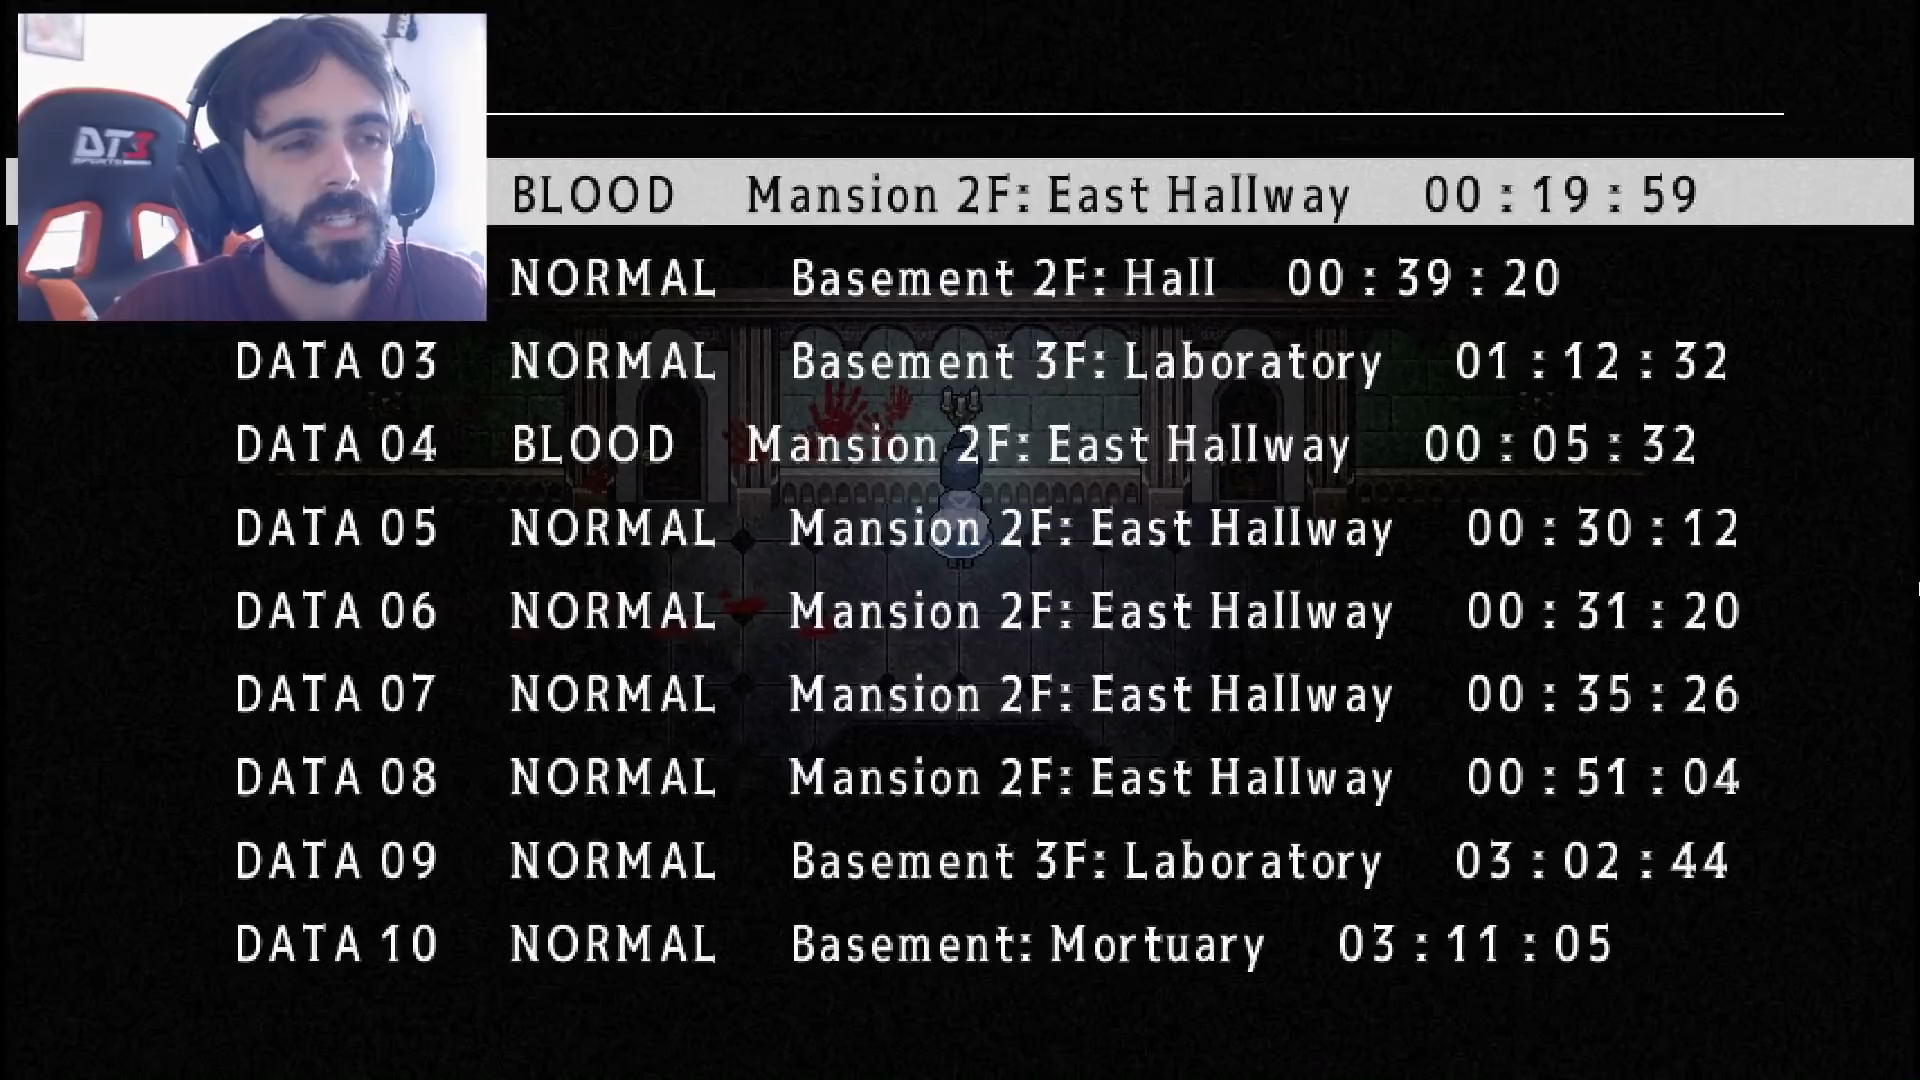 DT3
SPORTS
BLOOD Mansion 2F: East Hallway 00:19:59
NORMAL Basement 2F: Hall 00:39:20
DATA 03 NORMAL Basement 3F: Laboratory 01:12:32
DATA 04 BLOOD Mansion 2F: East Hallway 00:05:32
DATA 05 NORMAL Mansion 2F: East Hallway 00:30:12
DATA 06 NORMAL Mansion 2F: East Hallway 00:31:20
DATA 07 NORMAL Mansion 2F: East Hallway 00:35:26
DATA 08 NORMAL Mansion 2F: East Hallway 00:51:04
DATA 09 NORMAL Basement 3F: Laboratory 03:02:44
DATA 10 NORMAL Basement: Mortuary 03:11:05